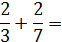 2/3 + 2/7 =